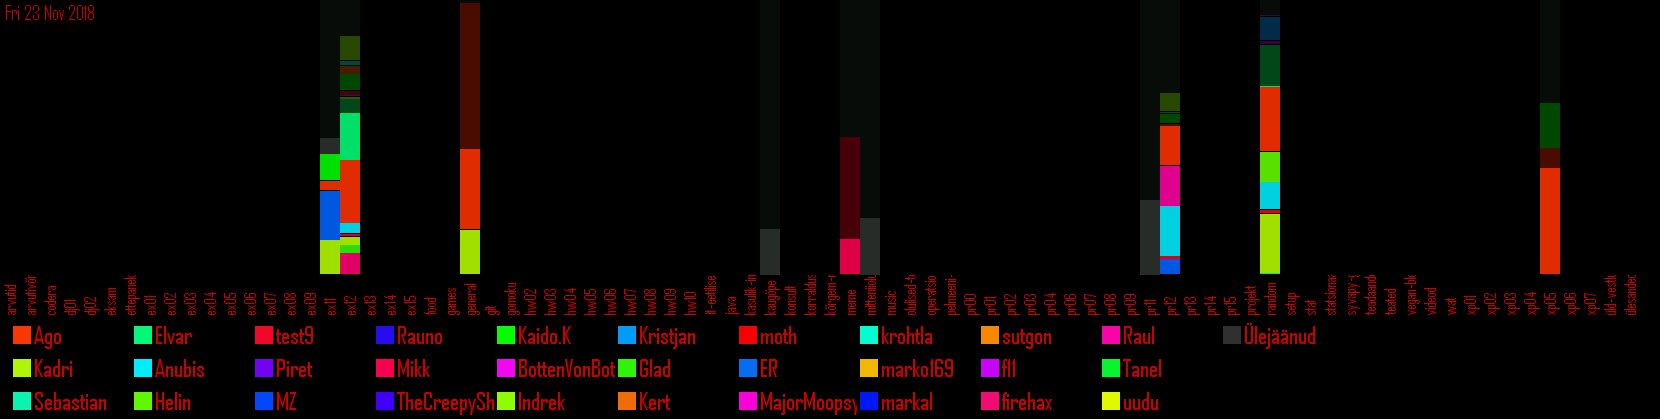 Fri 23 Nov 2018
arvutid arvutivär codera dj01 dj02 eksam ettepanek ex01 ex02 ex03 ex04 ex05 ex06 ex07 ex08 ex09 ex11 ex12 ex13 ex14 ex15 food games general git gomoku hw02 hw03 hw04 hw05 hw06 hw07 hw08 hw09 hw10 it-eetilise java kasulik-in konsult korraldus meme music operatsio pr00 pr01 pr02 pr03 pr04 pr06 pr07 pr08 pr09 pr11 pr12 pr13 pr14 pr15 projekt random setup stat teated videod wat xp01 xp02 xp03 xp04 xp05 xp06 xp07
Ago Elvar test9 Rauno Kaido.K Kristjan moth krohtla sutgon Raul Ülejäänud
Kadri Anubis Piret Mikk BottenVonBot Glad ER marko169 f11 Tanel
Sebastian Helin MZ TheCreepySh Indrek Kert MajorMoopsy markal firehax uudu